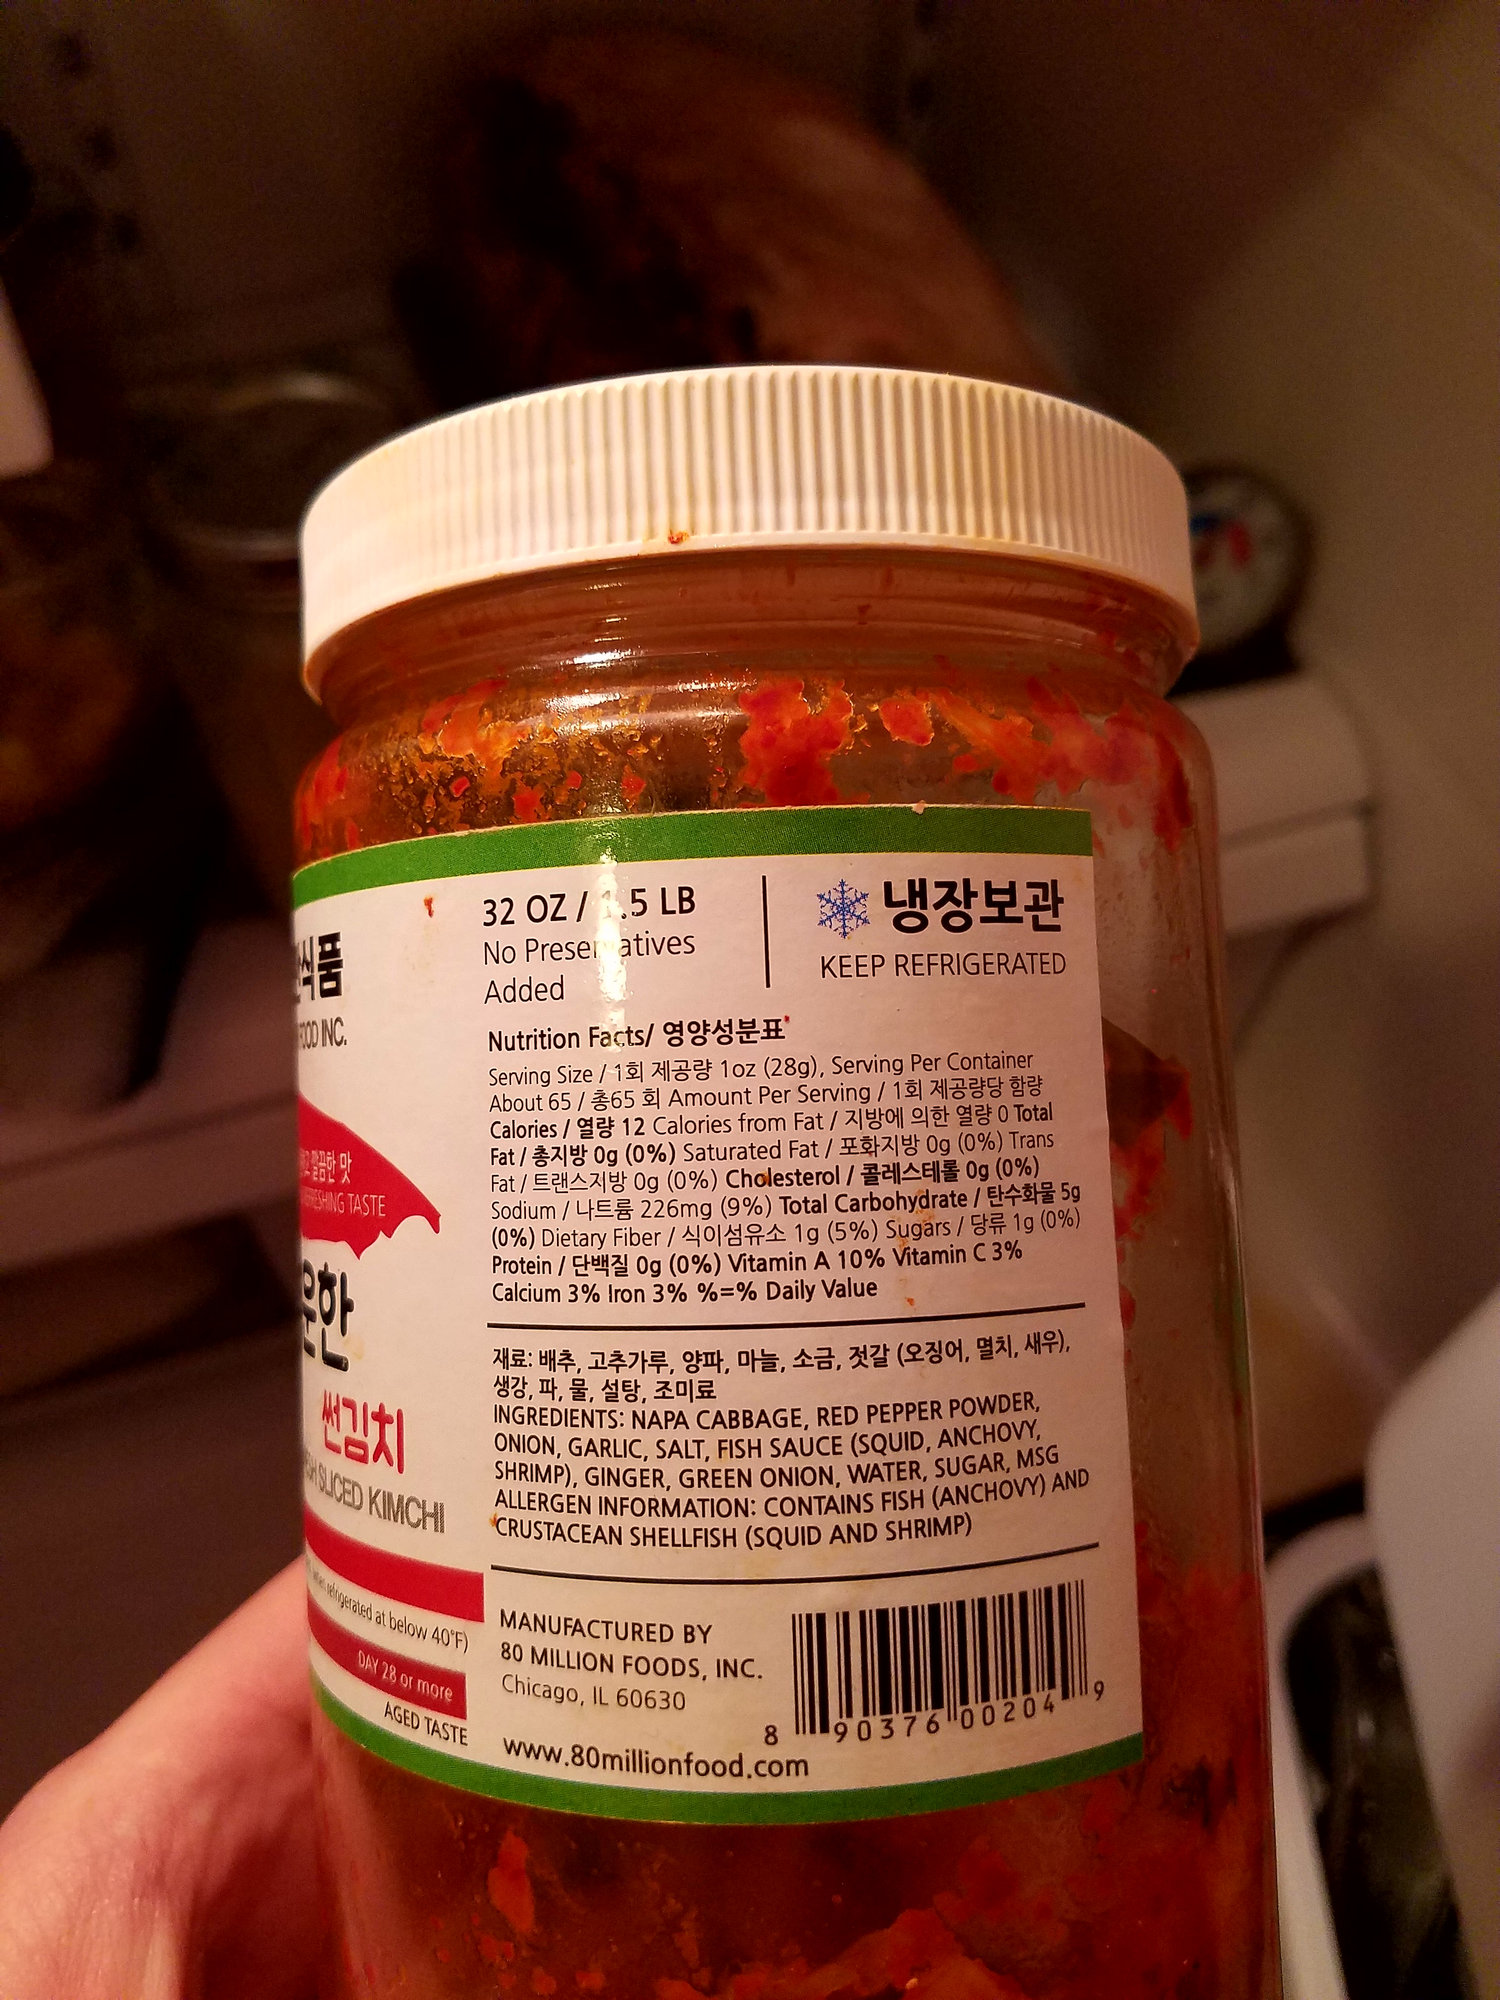 식품
FOOD INC.
깔끔한 맛
REFRESHING TASTE
운한
썬김치
SLICED KIMCHI
when refrigerated at below 40°F)
DAY 28 or more
AGED TASTE
32 OZ / .5 LB
No Preservatives
Added
냉장보관
KEEP REFRIGERATED
Nutrition Facts/ 영양성분표
Serving Size / 1회 제공량 1oz (28g), Serving Per Container
About 65 / 총65 회 Amount Per Serving / 1회 제공량당 함량
Calories / 열량 12 Calories from Fat / 지방에 의한 열량 0 Total
Fat / 총지방 0g (0%) Saturated Fat / 포화지방 0g (0%) Trans
Fat / 트랜스지방 0g (0%) Cholesterol / 콜레스테롤 0g (0%)
Sodium / 나트륨 226mg (9%) Total Carbohydrate / 탄수화물 5g
(0%) Dietary Fiber / 식이섬유소 1g (5%) Sugars / 당류 1g (0%)
Protein / 단백질 0g (0%) Vitamin A 10% Vitamin C 3%
Calcium 3% Iron 3% %=% Daily Value
재료: 배추, 고추가루, 양파, 마늘, 소금, 젓갈 (오징어, 멸치, 새우),
생강, 파, 물, 설탕, 조미료
INGREDIENTS: NAPA CABBAGE, RED PEPPER POWDER,
ONION, GARLIC, SALT, FISH SAUCE (SQUID, ANCHOVY,
SHRIMP), GINGER, GREEN ONION, WATER, SUGAR, MSG
ALLERGEN INFORMATION: CONTAINS FISH (ANCHOVY) AND
CRUSTACEAN SHELLFISH (SQUID AND SHRIMP)
MANUFACTURED BY
80 MILLION FOODS, INC.
Chicago, IL 60630
www.80millionfood.com
8 90376 00204 9